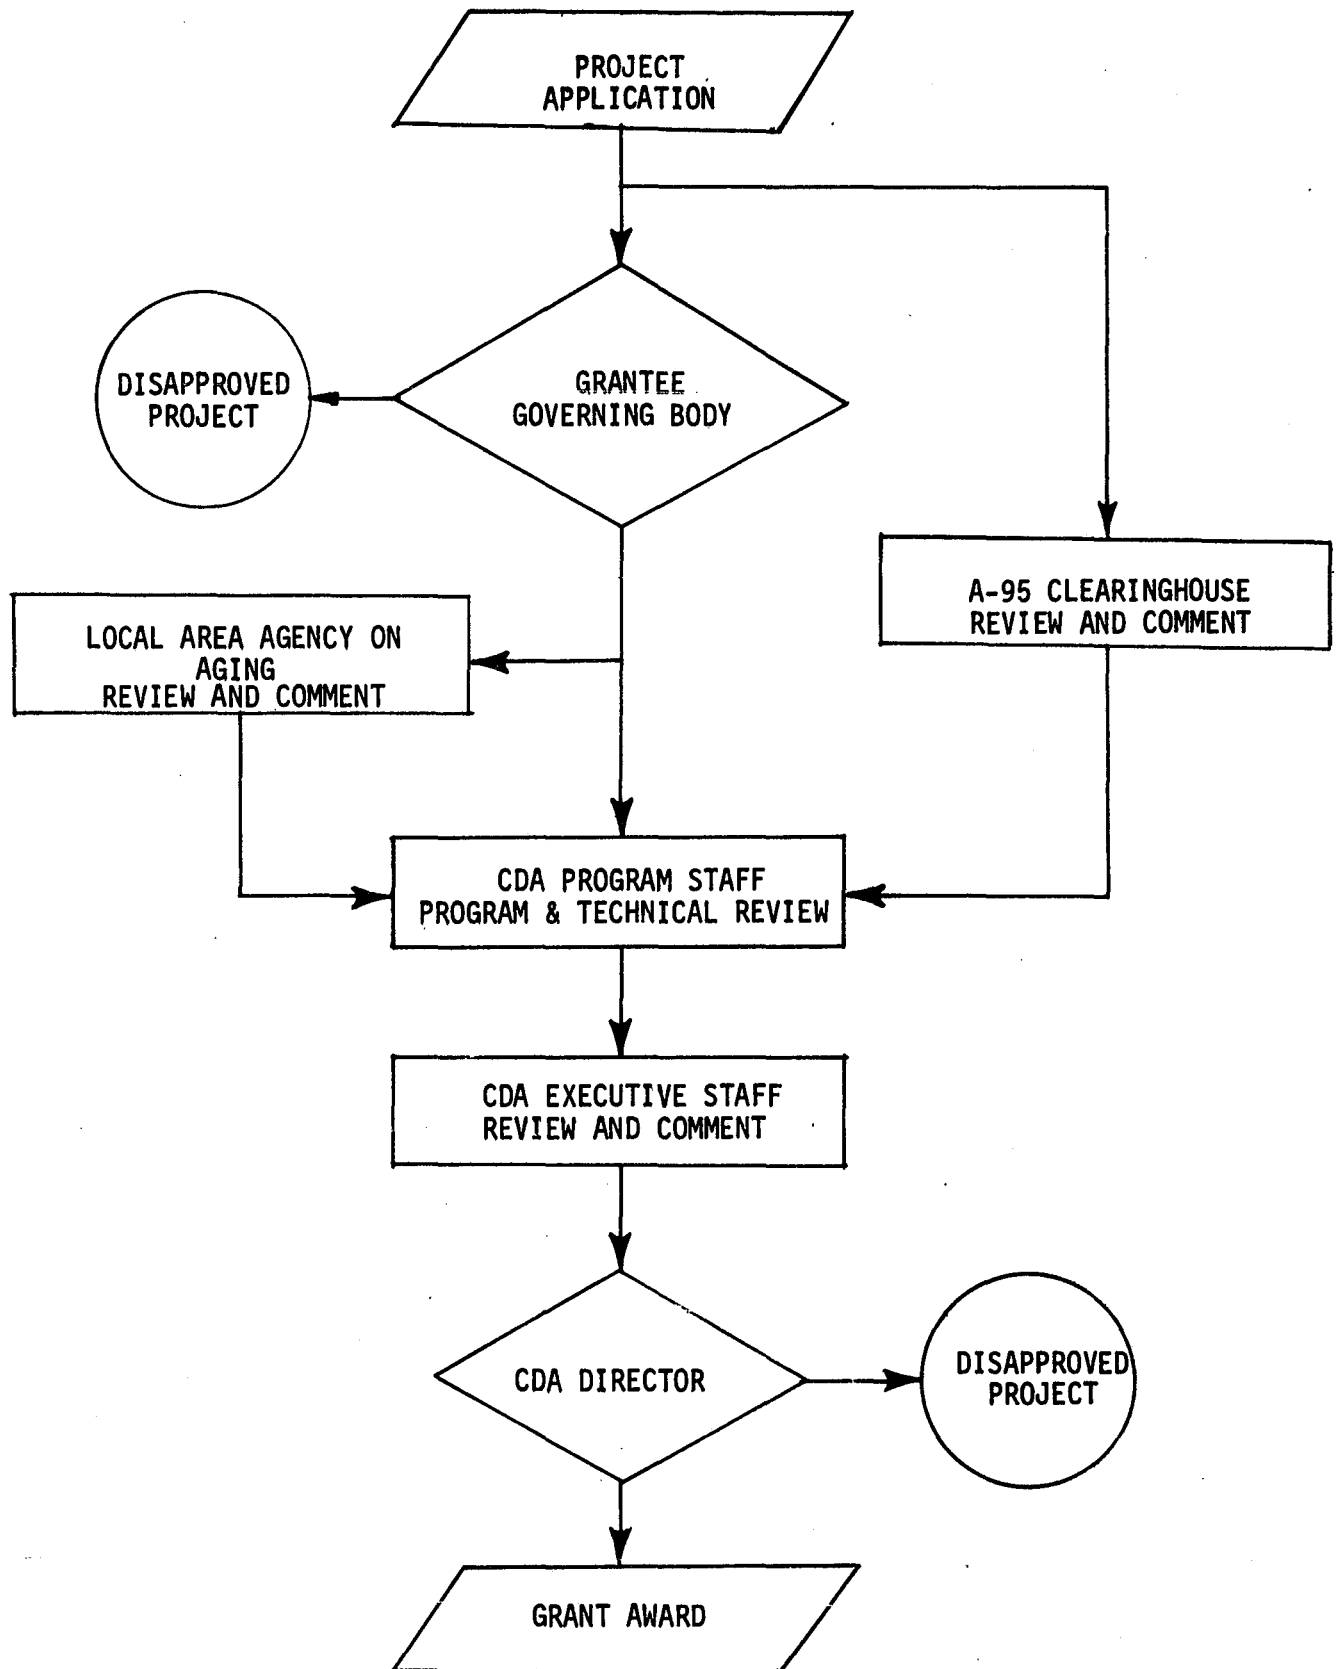 PROJECT
APPLICATION
DISAPPROVED
PROJECT
GRANTEE
GOVERNING BODY
A-95 CLEARINGHOUSE
REVIEW AND COMMENT
LOCAL AREA AGENCY ON
AGING
REVIEW AND COMMENT
CDA PROGRAM STAFF
PROGRAM & TECHNICAL REVIEW
CDA EXECUTIVE STAFF
REVIEW AND COMMENT
CDA DIRECTOR
DISAPPROVED
PROJECT
GRANT AWARD